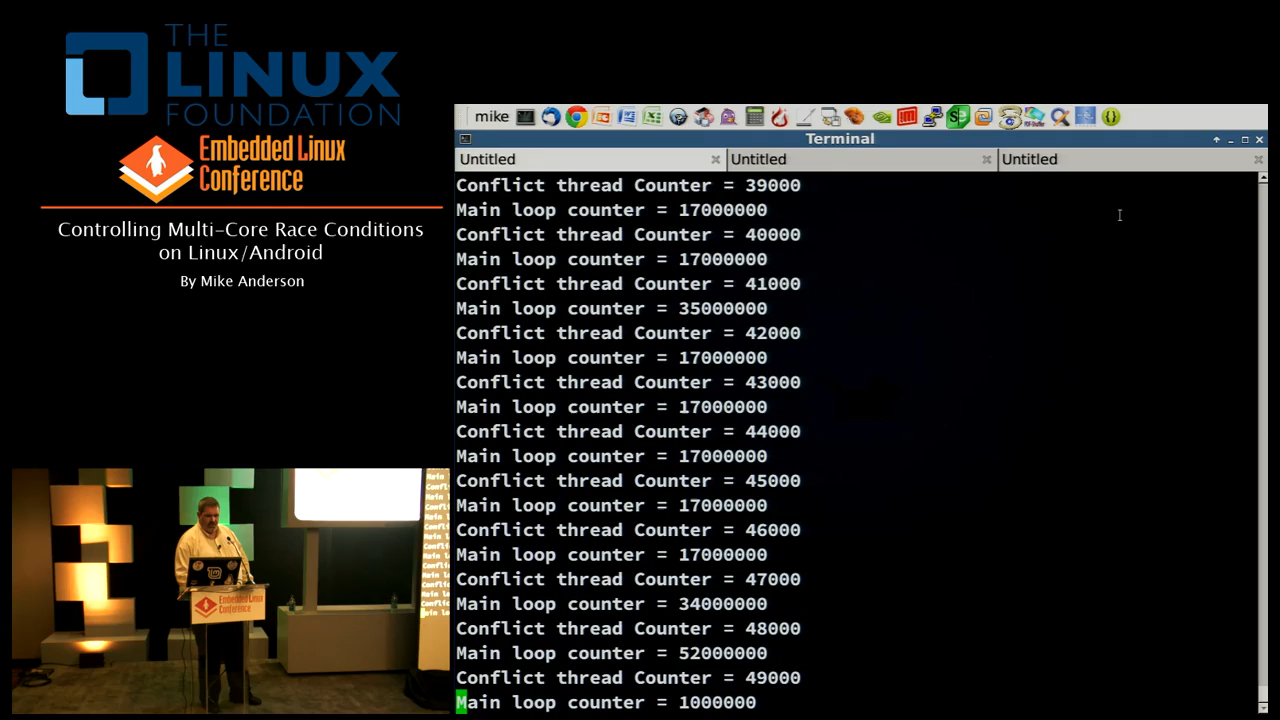 THE
LINUX
FOUNDATION
Embedded Linux
Conference
Controlling Multi-Core Race Conditions
on Linux/Android
By Mike Anderson
mike
Terminal
Untitled
Untitled
Untitled
Conflict thread Counter = 39000
Main loop counter = 17000000
Conflict thread Counter = 40000
Main loop counter = 17000000
Conflict thread Counter = 41000
Main loop counter = 35000000
Conflict thread Counter = 42000
Main loop counter = 17000000
Conflict thread Counter = 43000
Main loop counter = 17000000
Conflict thread Counter = 44000
Main loop counter = 17000000
Conflict thread Counter = 45000
Main loop counter = 17000000
Conflict thread Counter = 46000
Main loop counter = 17000000
Conflict thread Counter = 47000
Main loop counter = 34000000
Conflict thread Counter = 48000
Main loop counter = 52000000
Conflict thread Counter = 49000
Main loop counter = 1000000
Embedded Linux
Conference